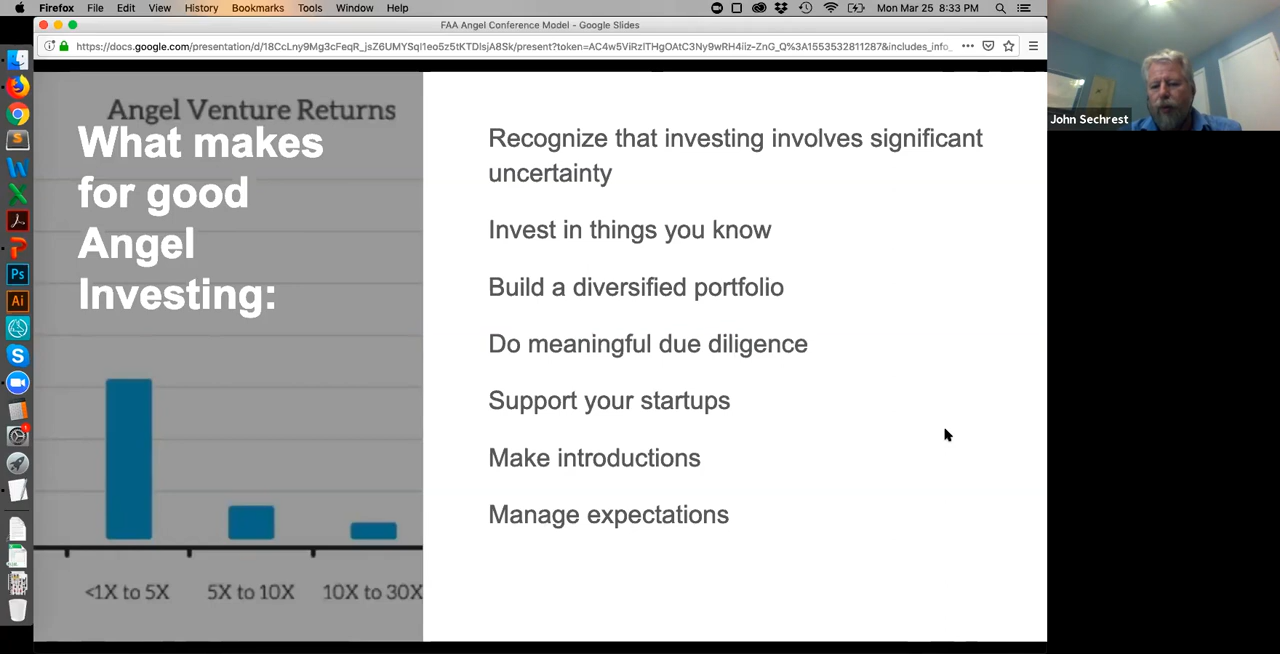 Firefox File Edit View History Bookmarks Tools Window Help Mon Mar 25 8:33 PM
FAA Angel Conference Model - Google Slides
Angel Venture Returns
What makes
for good
Angel
Investing:
<1X to 5X 5X to 10X 10X to 30X
Recognize that investing involves significant
uncertainty
Invest in things you know
Build a diversified portfolio
Do meaningful due diligence
Support your startups
Make introductions
Manage expectations
John Sechrest
Ps
Ai